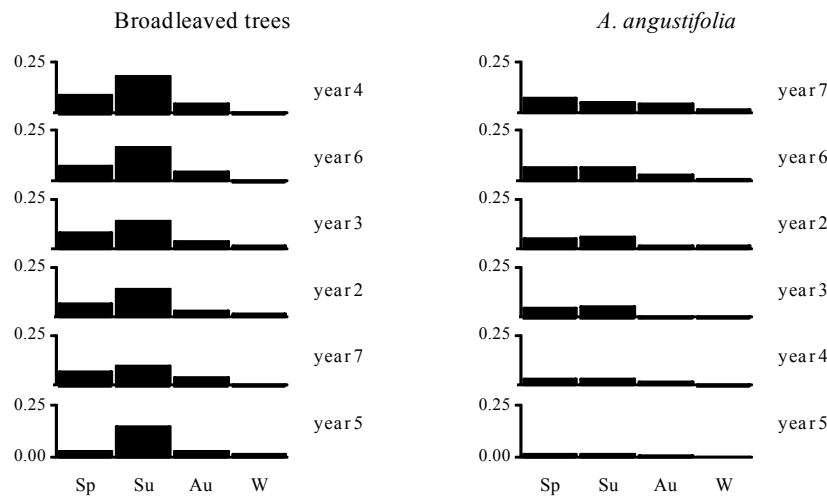 Broadleaved trees
0.25
year 4
0.25
year 6
0.25
year 3
0.25
year 2
0.25
year 7
0.25
year 5
0.00
Sp Su Au W
A. angustifolia
0.25
year 7
0.25
year 6
0.25
year 2
0.25
year 3
0.25
year 4
0.25
year 5
0.00
Sp Su Au W